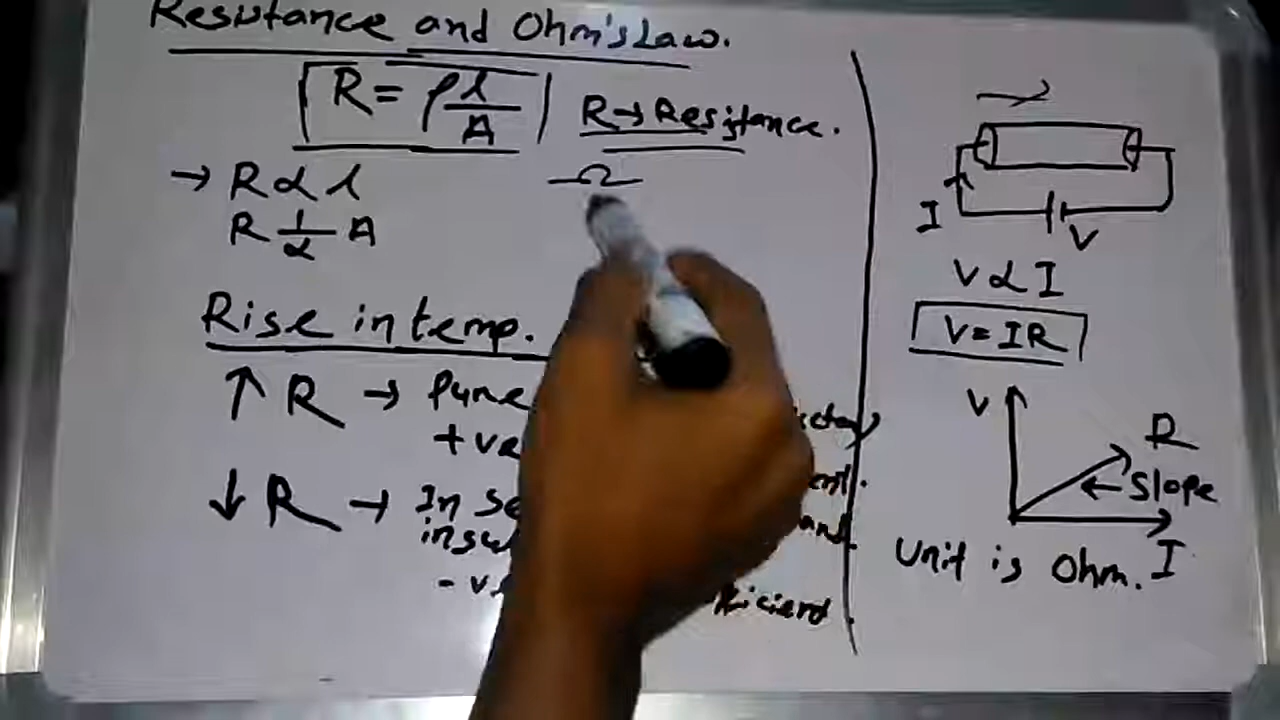 Resistance and Ohm's Law.
R = ρl/A
R → Resistance.
→ R ∝ l
Ω
R 1/∝ A
Rise in temp.
↑ R → Pure
+ve
↓ R → In se
insu
-ve
I
V
V ∝ I
V = IR
V
R
← Slope
I
Unit is Ohm.